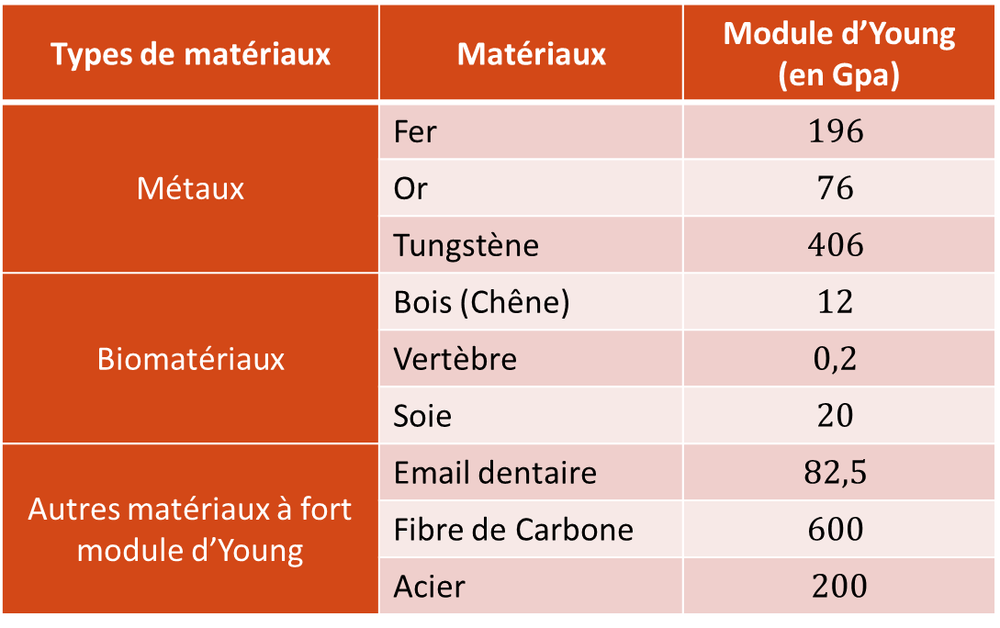 Types de matériaux
Matériaux
Module d’Young
(en Gpa)
Métaux
Fer
196
Or
76
Tungstène
406
Biomatériaux
Bois (Chêne)
12
Vertèbre
0,2
Soie
20
Autres matériaux à fort
module d’Young
Email dentaire
82,5
Fibre de Carbone
600
Acier
200